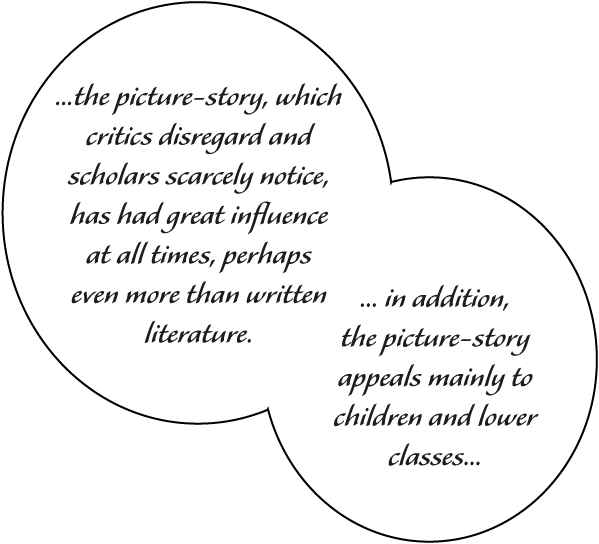 ...the picture-story, which
critics disregard and
scholars scarcely notice,
has had great influence
at all times, perhaps
even more than written
literature.
... in addition,
the picture-story
appeals mainly to
children and lower
classes...